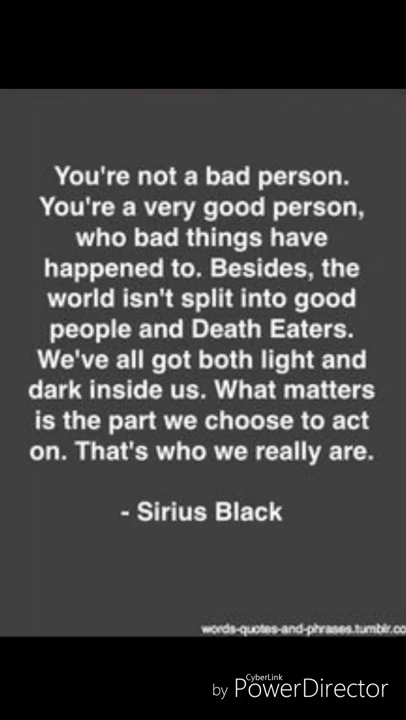 You're not a bad person.
You're a very good person,
who bad things have
happened to. Besides, the
world isn't split into good
people and Death Eaters.
We've all got both light and
dark inside us. What matters
is the part we choose to act
on. That's who we really are.
- Sirius Black
words-quotes-and-phrases.tumblr.co
CyberLink
by PowerDirector